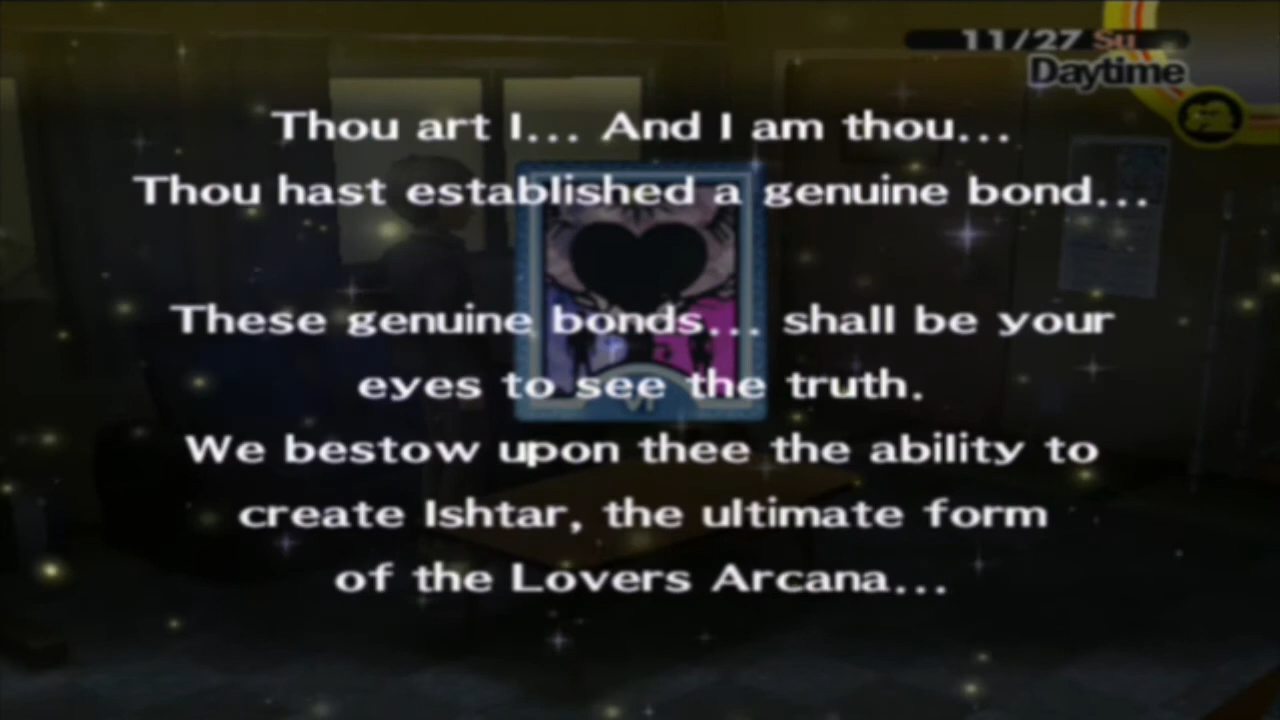 11/27 Su
Daytime
Thou art I... And I am thou...
Thou hast established a genuine bond...
These genuine bonds... shall be your
eyes to see the truth.
We bestow upon thee the ability to
create Ishtar, the ultimate form
of the Lovers Arcana...
VI